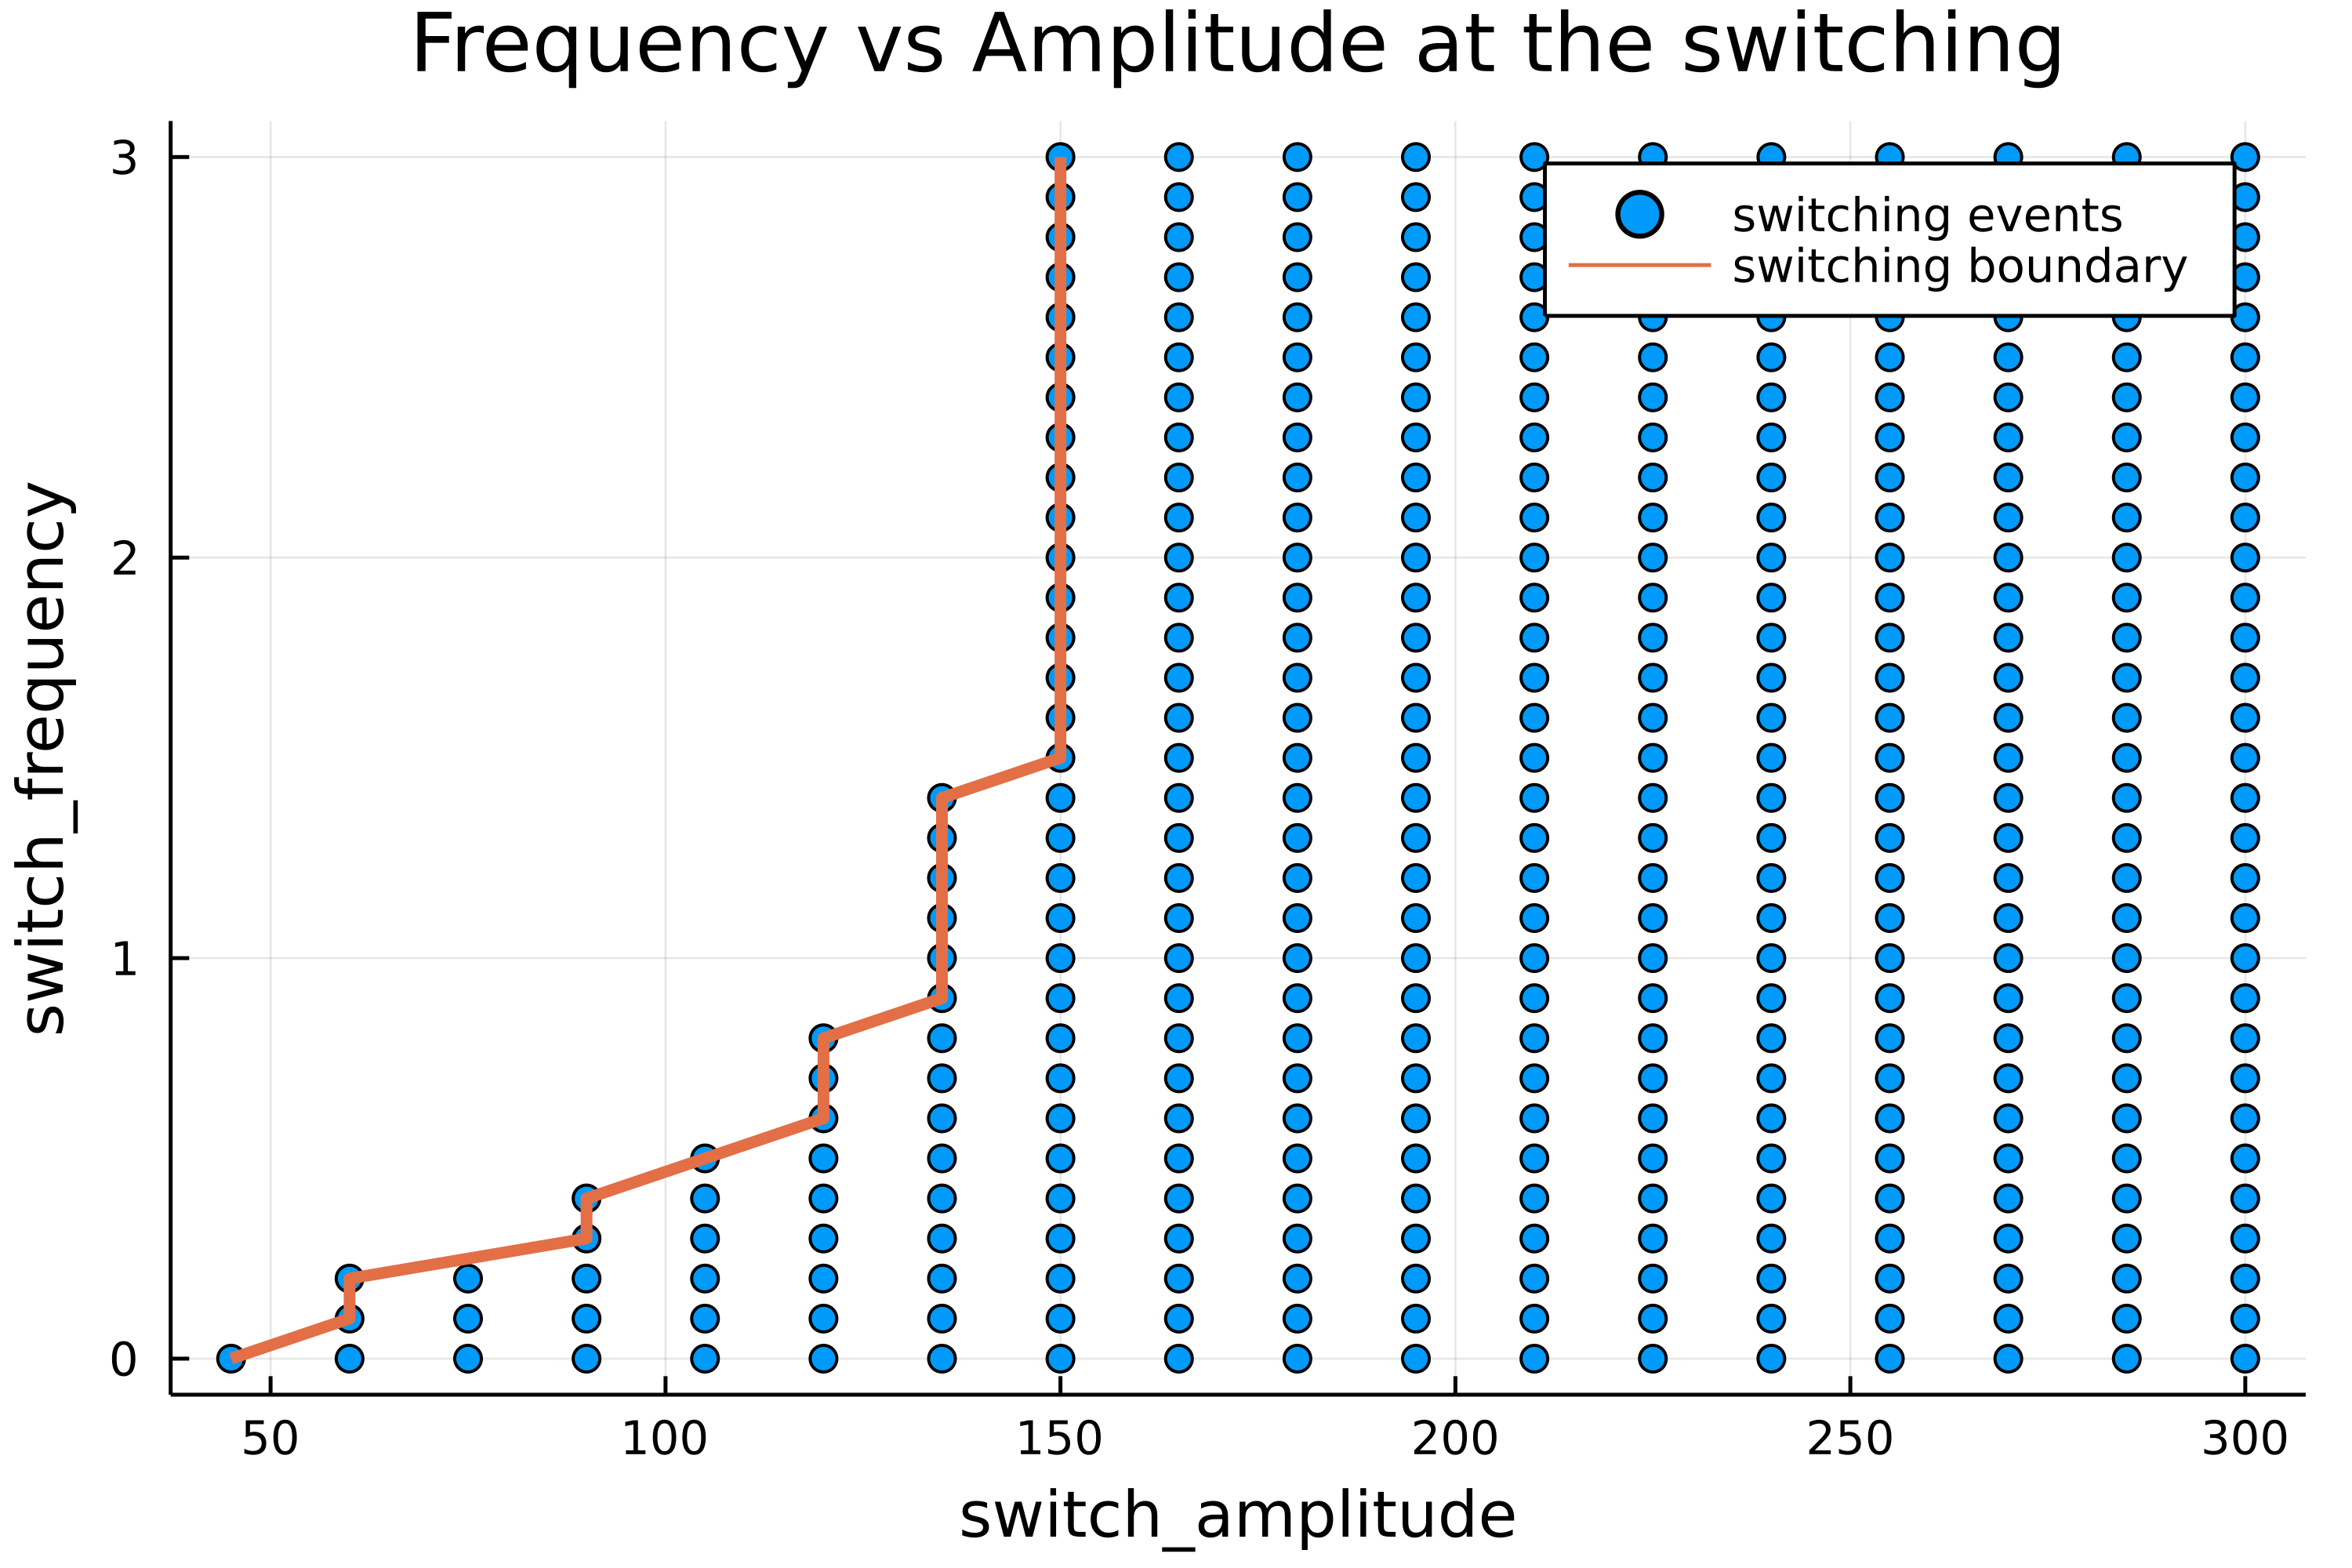 Frequency vs Amplitude at the switching
switch_frequency
3
2
1
0
switching events
switching boundary
50 100 150 200 250 300
switch_amplitude